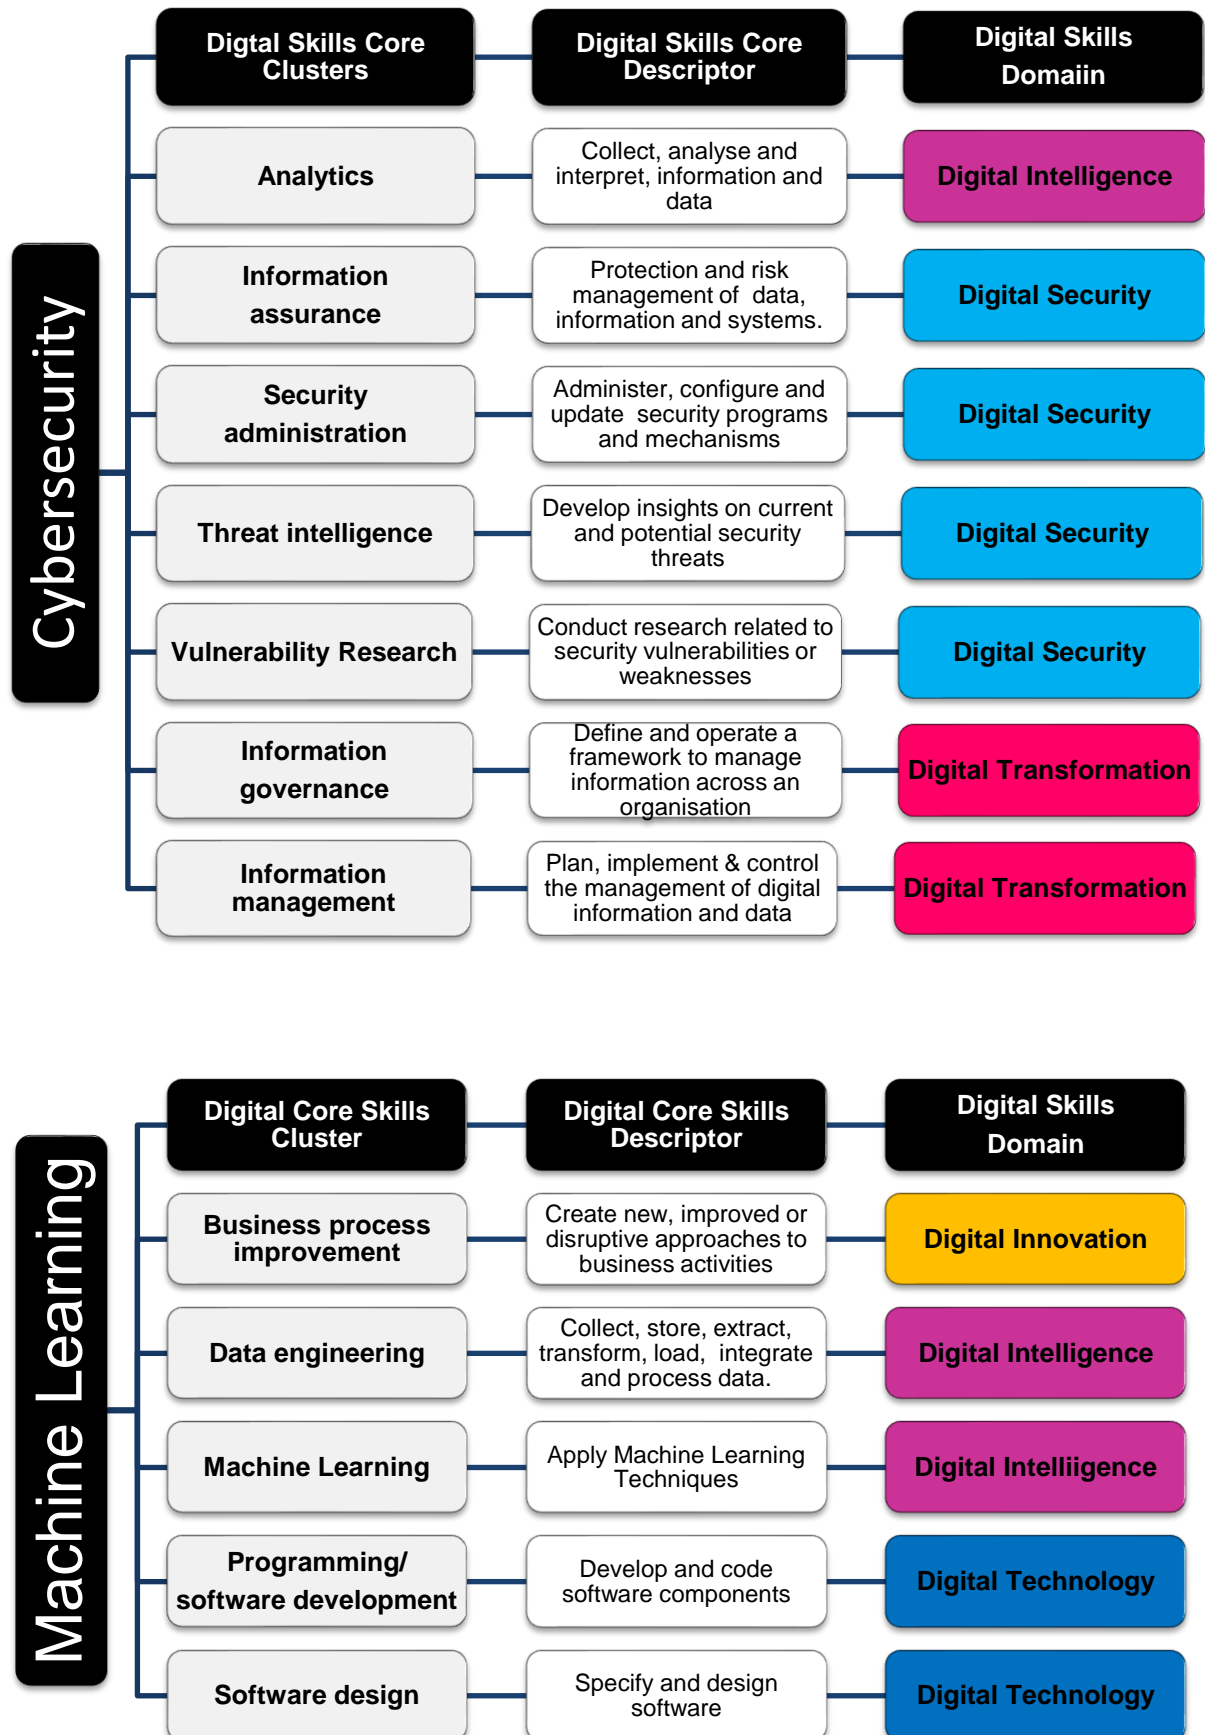 Cybersecurity
Digtal Skills Core
Clusters
Digital Skills Core
Descriptor
Digital Skills
Domaiin
Analytics
Collect, analyse and
interpret, information and
data
Digital Intelligence
Information
assurance
Protection and risk
management of data,
information and systems.
Digital Security
Security
administration
Administer, configure and
update security programs
and mechanisms
Digital Security
Threat intelligence
Develop insights on current
and potential security
threats
Digital Security
Vulnerability Research
Conduct research related to
security vulnerabilities or
weaknesses
Digital Security
Information
governance
Define and operate a
framework to manage
information across an
organisation
Digital Transformation
Information
management
Plan, implement & control
the management of digital
information and data
Digital Transformation
Machine Learning
Digital Core Skills
Cluster
Digital Core Skills
Descriptor
Digital Skills
Domain
Business process
improvement
Create new, improved or
disruptive approaches to
business activities
Digital Innovation
Data engineering
Collect, store, extract,
transform, load, integrate
and process data.
Digital Intelligence
Machine Learning
Apply Machine Learning
Techniques
Digital Intelliigence
Programming/
software development
Develop and code
software components
Digital Technology
Software design
Specify and design
software
Digital Technology